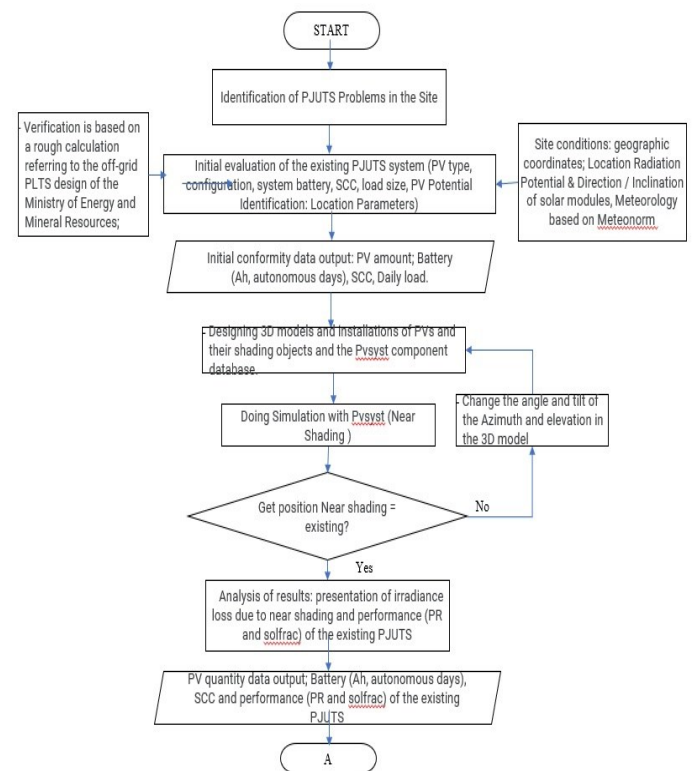 START
Identification of PJUTS Problems in the Site
- Verification is based on
a rough calculation
referring to the off-grid
PLTS design of the
Ministry of Energy and
Mineral Resources;
Initial evaluation of the existing PJUTS system (PV type,
configuration, system battery, SCC, load size, PV Potential
Identification: Location Parameters)
Site conditions: geographic
coordinates; Location Radiation
Potential & Direction / Inclination
of solar modules, Meteorology
based on Meteonorm
Initial conformity data output: PV amount; Battery
(Ah, autonomous days), SCC, Daily load.
- Designing 3D models and installations of PVs and
their shading objects and the Pvsyst component
database.
Doing Simulation with Pvsyst (Near
Shading )
- Change the angle and tilt of
the Azimuth and elevation in
the 3D model
Get position Near shading =
existing?
No
Yes
Analysis of results: presentation of irradiance
loss due to near shading and performance (PR
and solfrac) of the existing PJUTS
PV quantity data output; Battery (Ah, autonomous days),
SCC and performance (PR and solfrac) of the existing
PJUTS
A